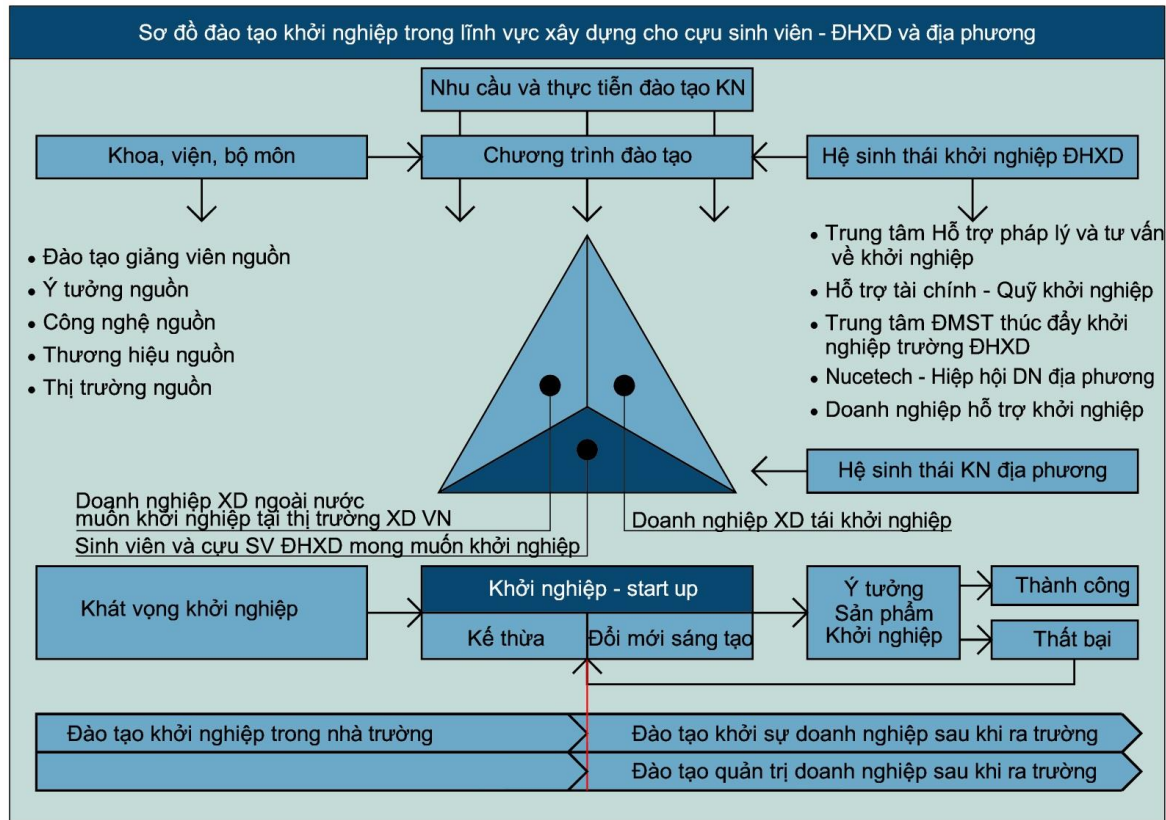 Sơ đồ đào tạo khởi nghiệp trong lĩnh vực xây dựng cho cựu sinh viên - ĐHXD và địa phương
Nhu cầu và thực tiễn đào tạo KN
Khoa, viện, bộ môn
Chương trình đào tạo
Hệ sinh thái khởi nghiệp ĐHXD
• Đào tạo giảng viên nguồn
• Ý tưởng nguồn
• Công nghệ nguồn
• Thương hiệu nguồn
• Thị trường nguồn
• Trung tâm Hỗ trợ pháp lý và tư vấn
về khởi nghiệp
• Hỗ trợ tài chính - Quỹ khởi nghiệp
• Trung tâm ĐMST thúc đẩy khởi
nghiệp trường ĐHXD
• Nucetech - Hiệp hội DN địa phương
• Doanh nghiệp hỗ trợ khởi nghiệp
Hệ sinh thái KN địa phương
Doanh nghiệp XD ngoài nước
muốn khởi nghiệp tại thị trường XD VN
Sinh viên và cựu SV ĐHXD mong muốn khởi nghiệp
Doanh nghiệp XD tái khởi nghiệp
Khát vọng khởi nghiệp
Khởi nghiệp - start up
Kế thừa
Đổi mới sáng tạo
Ý tưởng
Sản phẩm
Khởi nghiệp
Thành công
Thất bại
Đào tạo khởi nghiệp trong nhà trường
Đào tạo khởi sự doanh nghiệp sau khi ra trường
Đào tạo quản trị doanh nghiệp sau khi ra trường